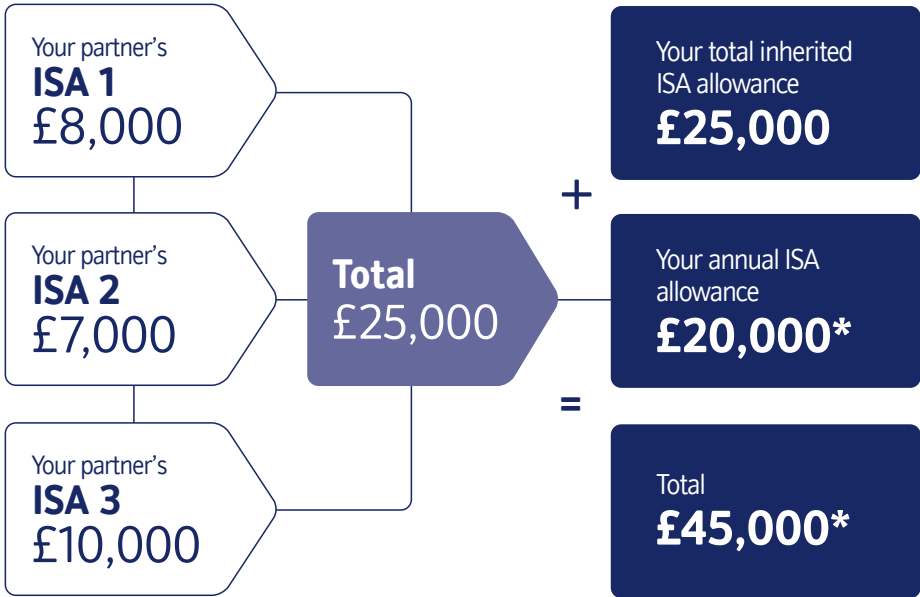 Your partner's
ISA 1
£8,000
Your partner's
ISA 2
£7,000
Your partner's
ISA 3
£10,000
Total
£25,000
Your total inherited
ISA allowance
£25,000
+
Your annual ISA
allowance
£20,000*
=
Total
£45,000*